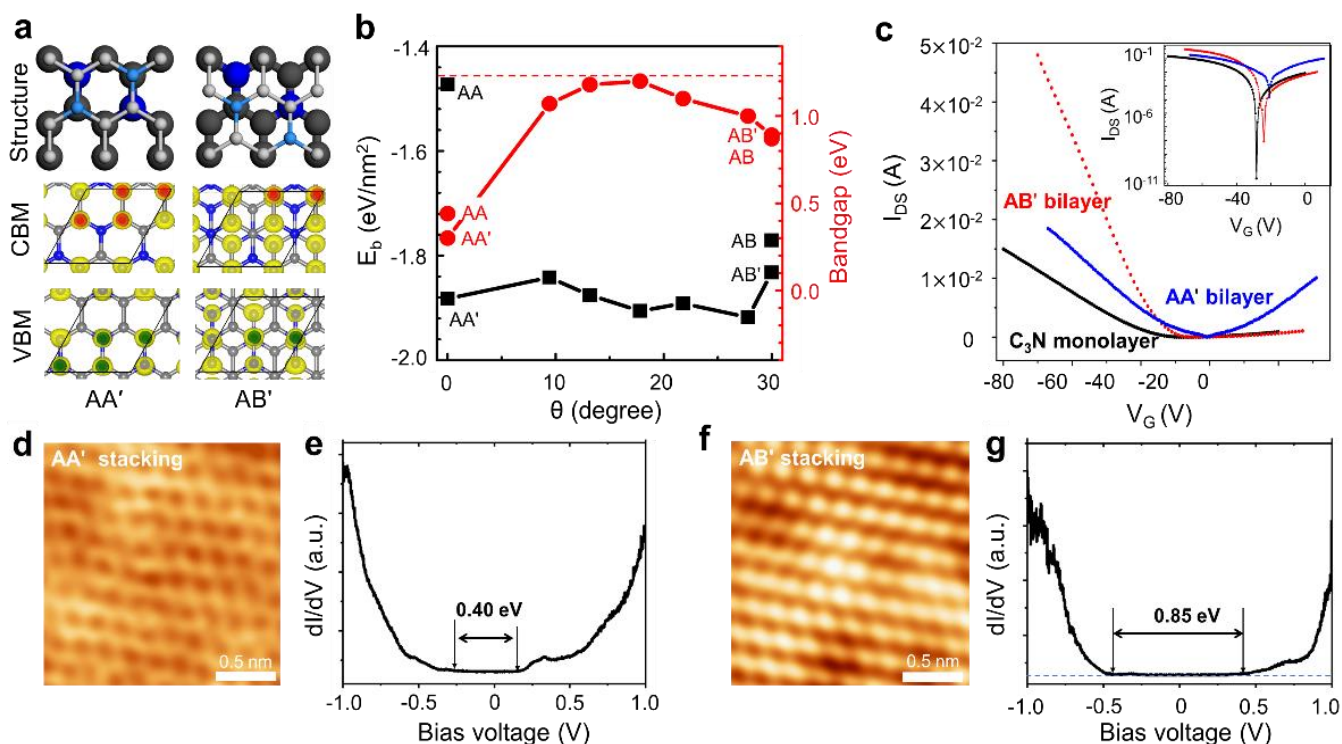 a
Structure
CBM
VBM
AA′
AB'
b
E_b (eV/nm²)
-1.4
-1.6
-1.8
-2.0
AA
AA
AA'
AA'
AB'
AB
AB
AB'
1.0
0.5
0.0
Bandgap (eV)
0
10
20
30
θ (degree)
c
I_DS (A)
5×10⁻²
4×10⁻²
3×10⁻²
2×10⁻²
1×10⁻²
0
AB' bilayer
AA' bilayer
C₃N monolayer
-80
-60
-40
-20
0
V_G (V)
I_DS (A)
10⁻¹
10⁻⁶
10⁻¹¹
-80
-40
0
V_G (V)
d
AA' stacking
0.5 nm
e
dI/dV (a.u.)
0.40 eV
-1.0
-0.5
0
0.5
1.0
Bias voltage (V)
f
AB' stacking
0.5 nm
g
dI/dV (a.u.)
0.85 eV
-1.0
-0.5
0
0.5
1.0
Bias voltage (V)